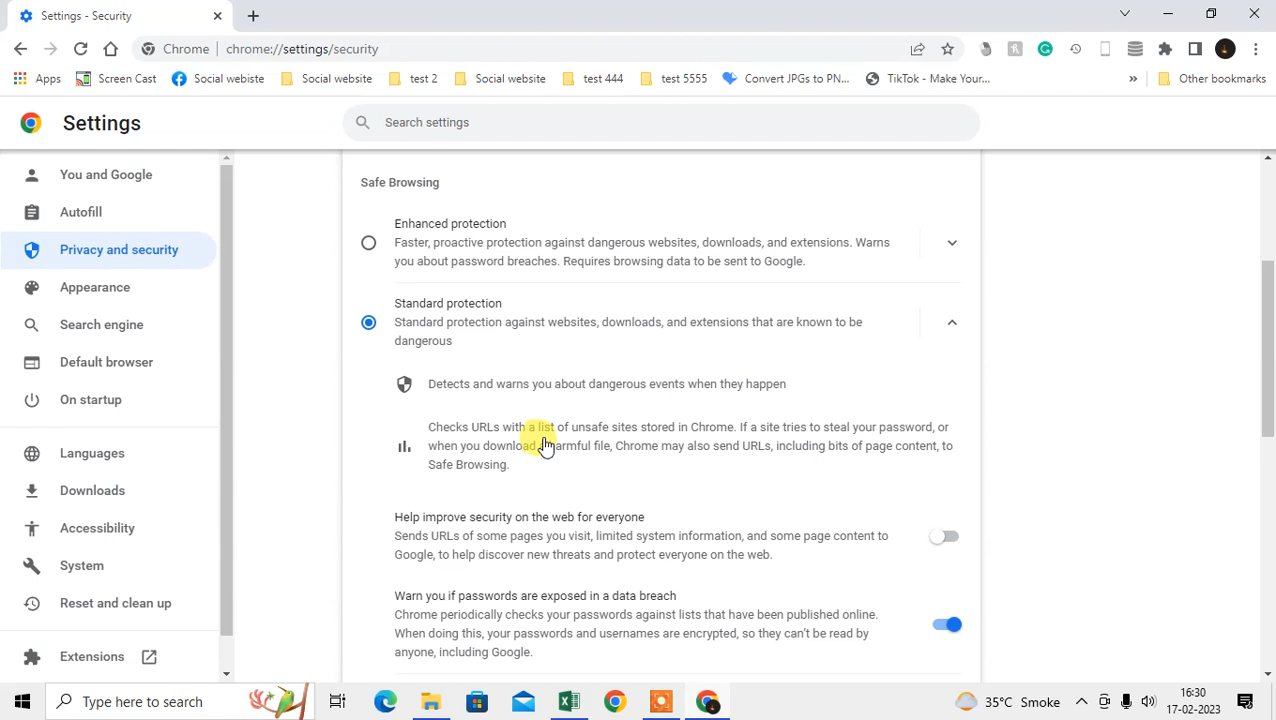 Settings - Security
Chrome | chrome://settings/security
Apps
Screen Cast
Social webiste
Social website
test 2
Social website
test 444
test 5555
Convert JPGs to PN...
TikTok - Make Your...
»
Other bookmarks
Settings
Search settings
You and Google
Autofill
Privacy and security
Appearance
Search engine
Default browser
On startup
Languages
Downloads
Accessibility
System
Reset and clean up
Extensions
Safe Browsing
Enhanced protection
Faster, proactive protection against dangerous websites, downloads, and extensions. Warns
you about password breaches. Requires browsing data to be sent to Google.
Standard protection
Standard protection against websites, downloads, and extensions that are known to be
dangerous
Detects and warns you about dangerous events when they happen
Checks URLs with a list of unsafe sites stored in Chrome. If a site tries to steal your password, or
when you download harmful file, Chrome may also send URLs, including bits of page content, to
Safe Browsing.
Help improve security on the web for everyone
Sends URLs of some pages you visit, limited system information, and some page content to
Google, to help discover new threats and protect everyone on the web.
Warn you if passwords are exposed in a data breach
Chrome periodically checks your passwords against lists that have been published online.
When doing this, your passwords and usernames are encrypted, so they can't be read by
anyone, including Google.
Type here to search
35°C Smoke
16:30
17-02-2023